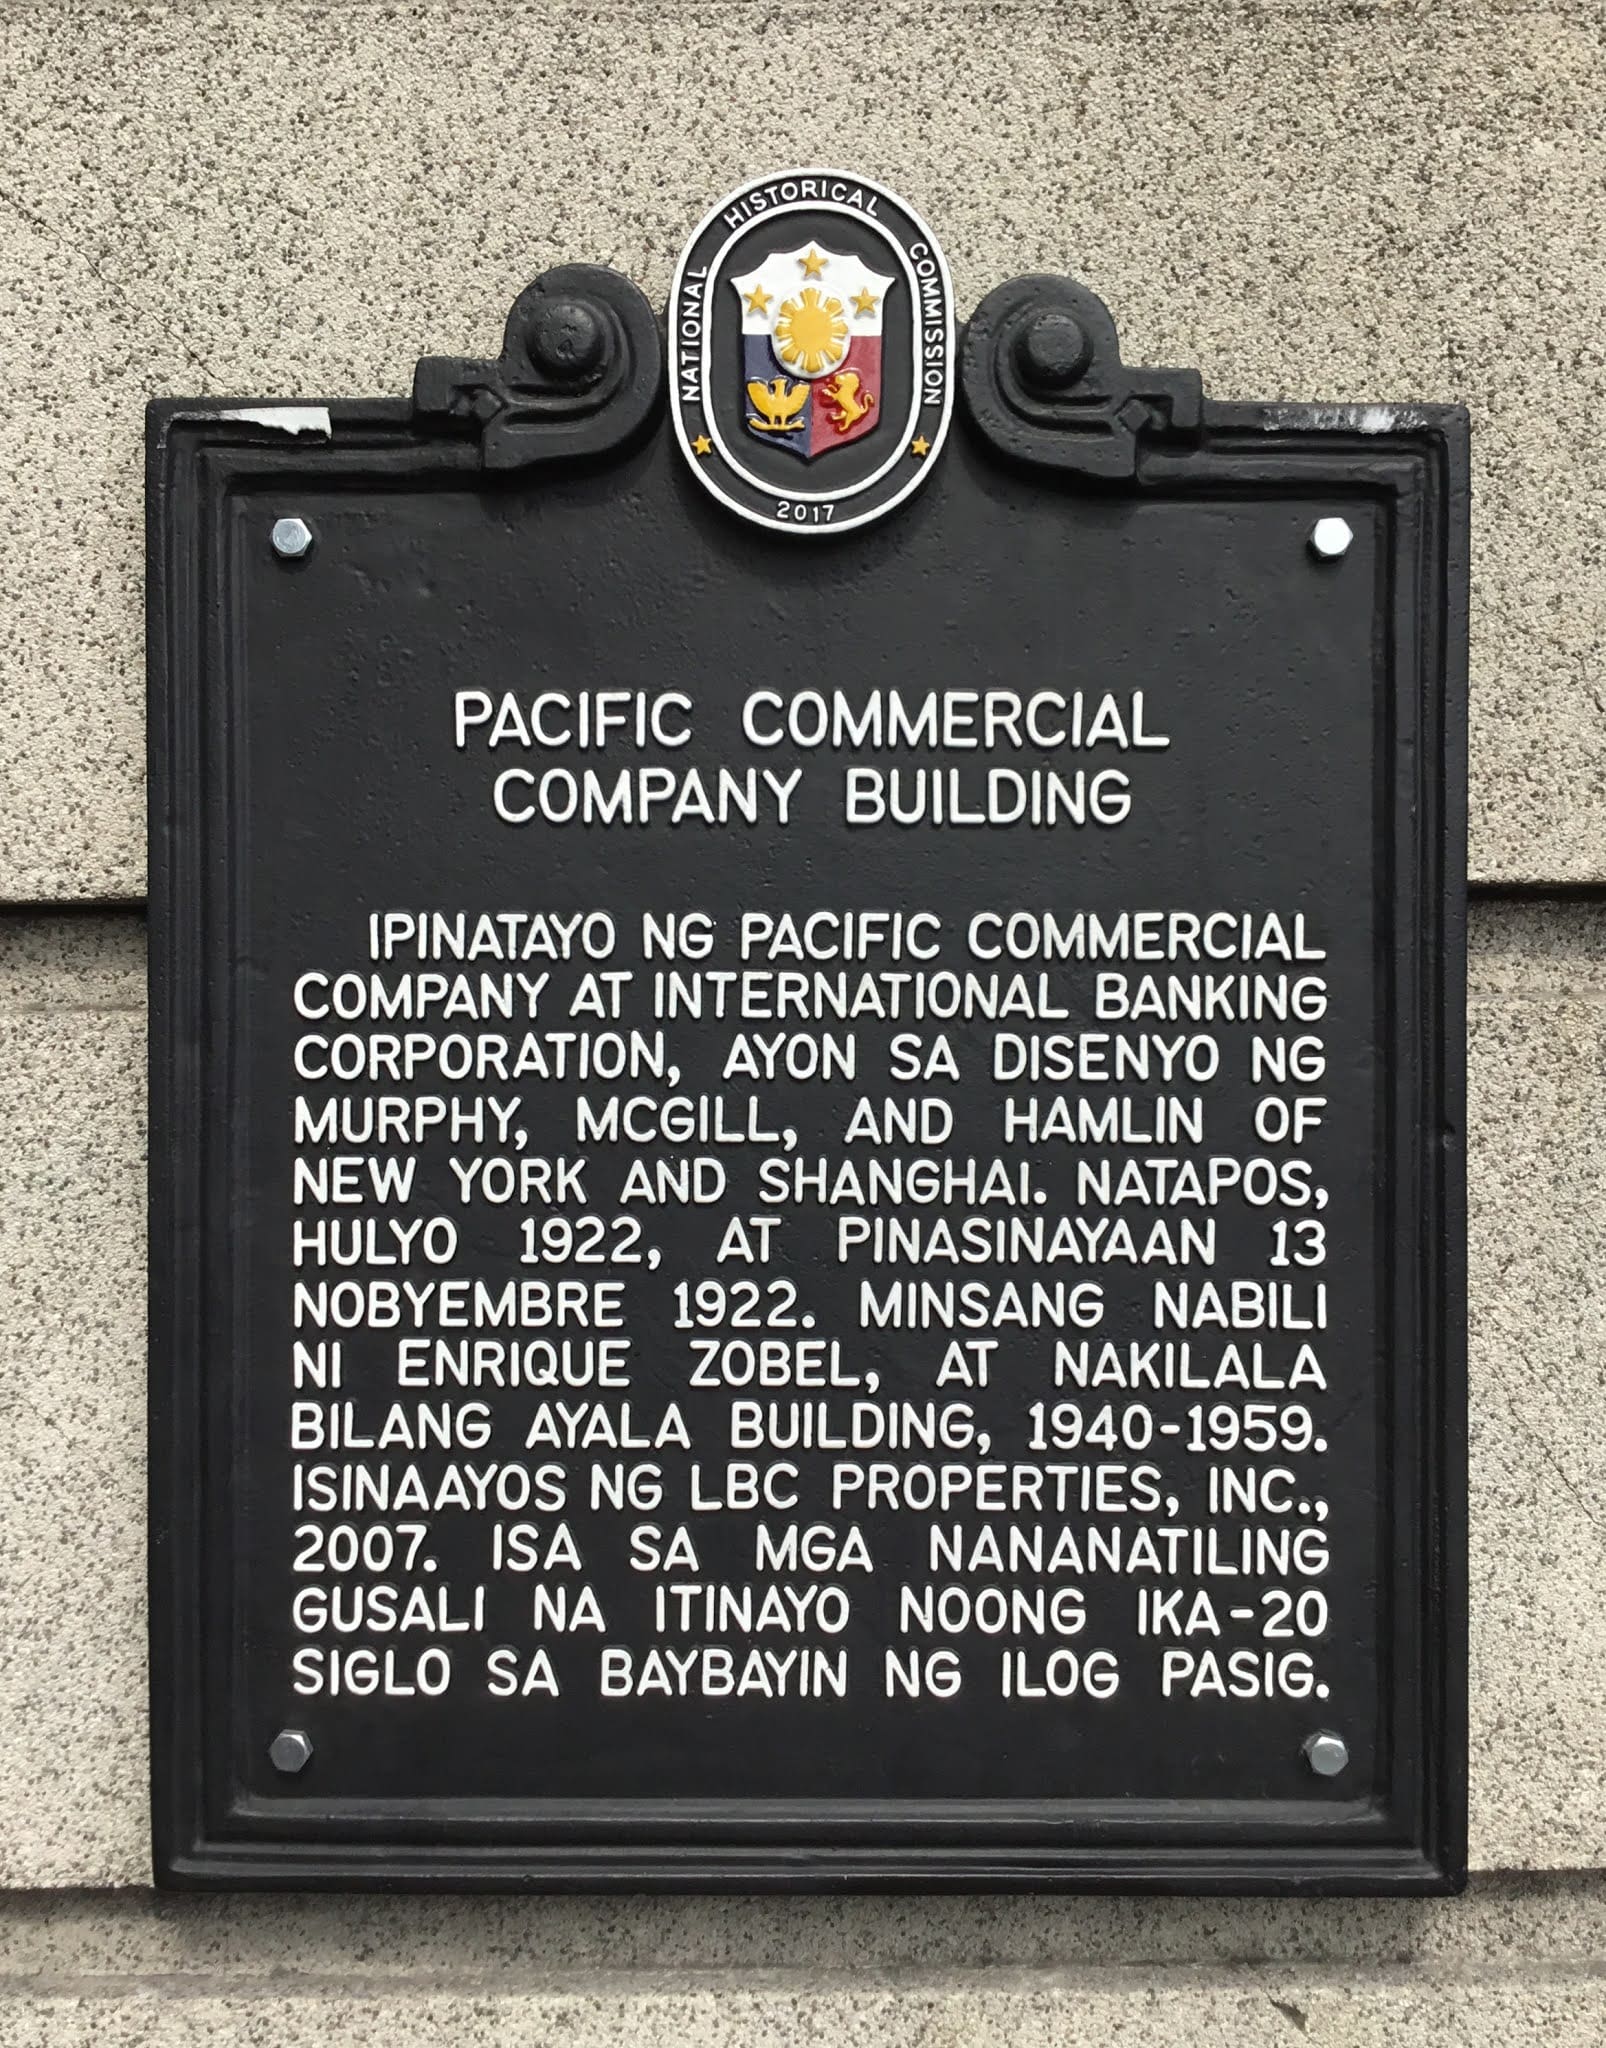 NATIONAL HISTORICAL COMMISSION
2017
PACIFIC COMMERCIAL
COMPANY BUILDING
IPINATAYO NG PACIFIC COMMERCIAL
COMPANY AT INTERNATIONAL BANKING
CORPORATION, AYON SA DISENYO NG
MURPHY, MCGILL, AND HAMLIN OF
NEW YORK AND SHANGHAI. NATAPOS,
HULYO 1922, AT PINASINAYAAN 13
NOBYEMBRE 1922. MINSANG NABILI
NI ENRIQUE ZOBEL, AT NAKILALA
BILANG AYALA BUILDING, 1940-1959.
ISINAAYOS NG LBC PROPERTIES, INC.,
2007. ISA SA MGA NANANATILING
GUSALI NA ITINAYO NOONG IKA-20
SIGLO SA BAYBAYIN NG ILOG PASIG.